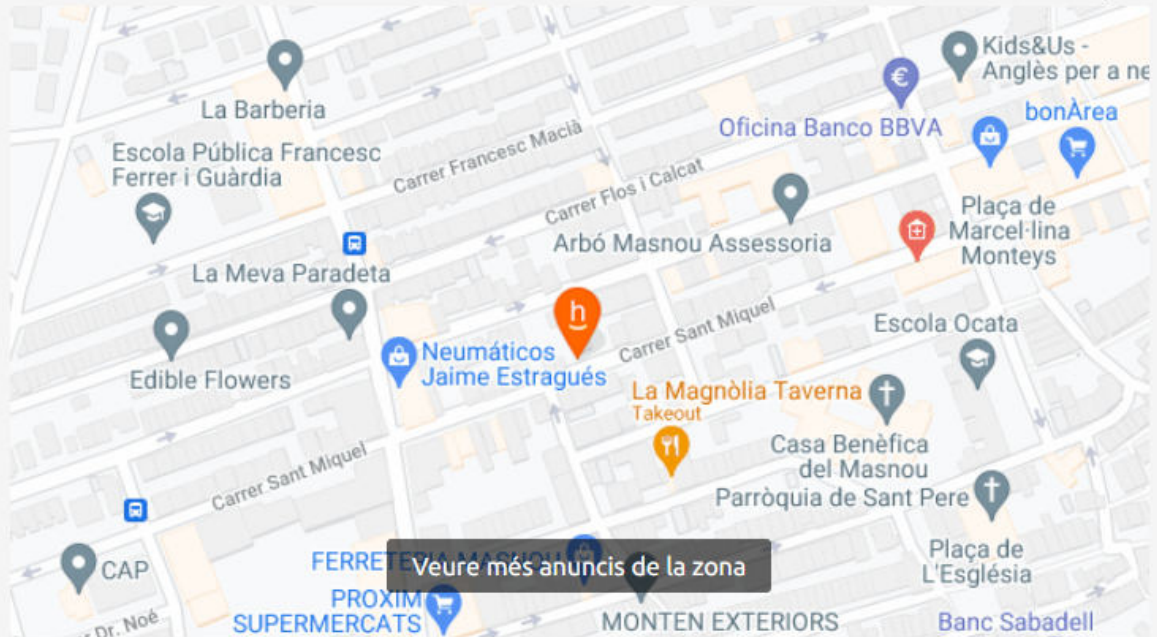 Kids&Us -
Anglès per a ne
La Barberia
bonÀrea
Oficina Banco BBVA
Escola Pública Francesc
Ferrer i Guàrdia
Carrer Francesc Macià
Carrer Flos i Calcat
Plaça de
Marcel·lina
Monteys
Arbó Masnou Assessoria
La Meva Paradeta
h
Carrer Sant Miquel
Escola Ocata
Neumáticos
Jaime Estragués
Edible Flowers
La Magnòlia Taverna
Takeout
Casa Benèfica
del Masnou
Carrer Sant Miquel
Parròquia de Sant Pere
FERRETERIA MASNOU
Veure més anuncis de la zona
Plaça de
L'Església
CAP
PROXIM
SUPERMERCATS
MONTEN EXTERIORS
Banc Sabadell
Dr. Noé